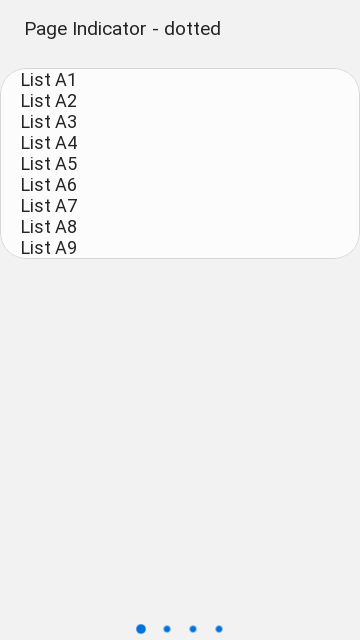 Page Indicator - dotted
List A1
List A2
List A3
List A4
List A5
List A6
List A7
List A8
List A9